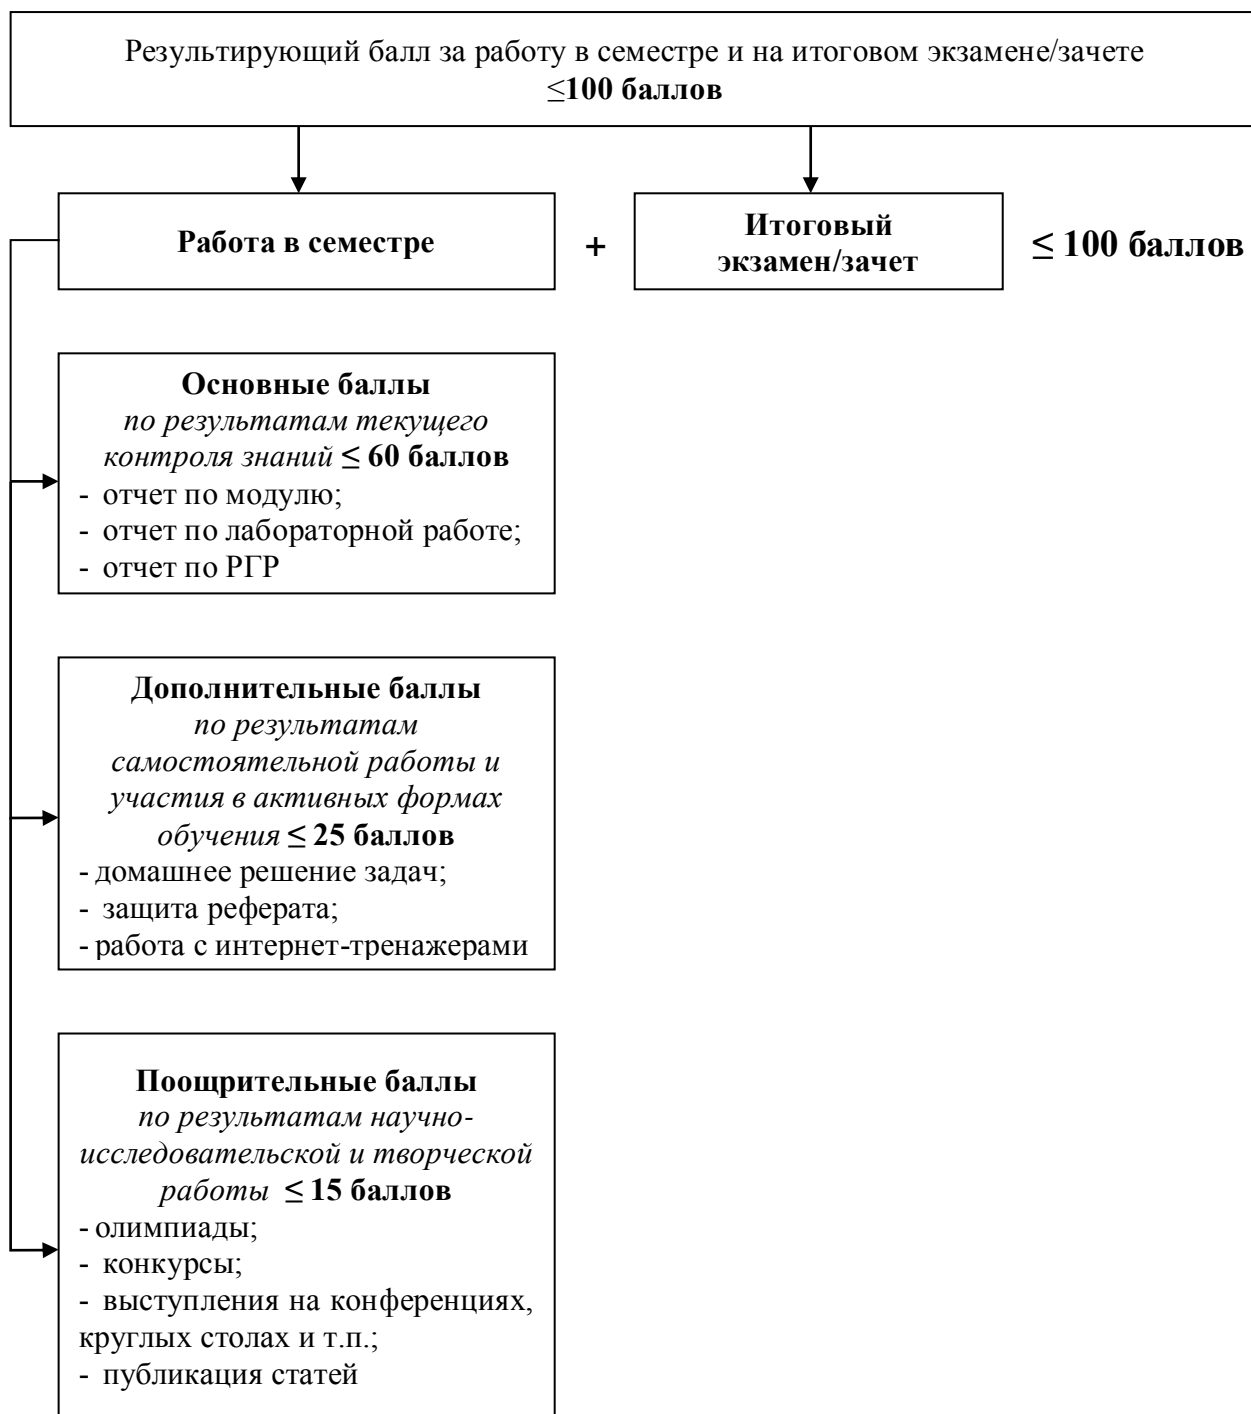 Результирующий балл за работу в семестре и на итоговом экзамене/зачете
≤100 баллов
Работа в семестре
+
Итоговый
экзамен/зачет
≤ 100 баллов
Основные баллы
по результатам текущего
контроля знаний ≤ 60 баллов
- отчет по модулю;
- отчет по лабораторной работе;
- отчет по РГР
Дополнительные баллы
по результатам
самостоятельной работы и
участия в активных формах
обучения ≤ 25 баллов
- домашнее решение задач;
- защита реферата;
- работа с интернет-тренажерами
Поощрительные баллы
по результатам научно-
исследовательской и творческой
работы ≤ 15 баллов
- олимпиады;
- конкурсы;
- выступления на конференциях,
круглых столах и т.п.;
- публикация статей